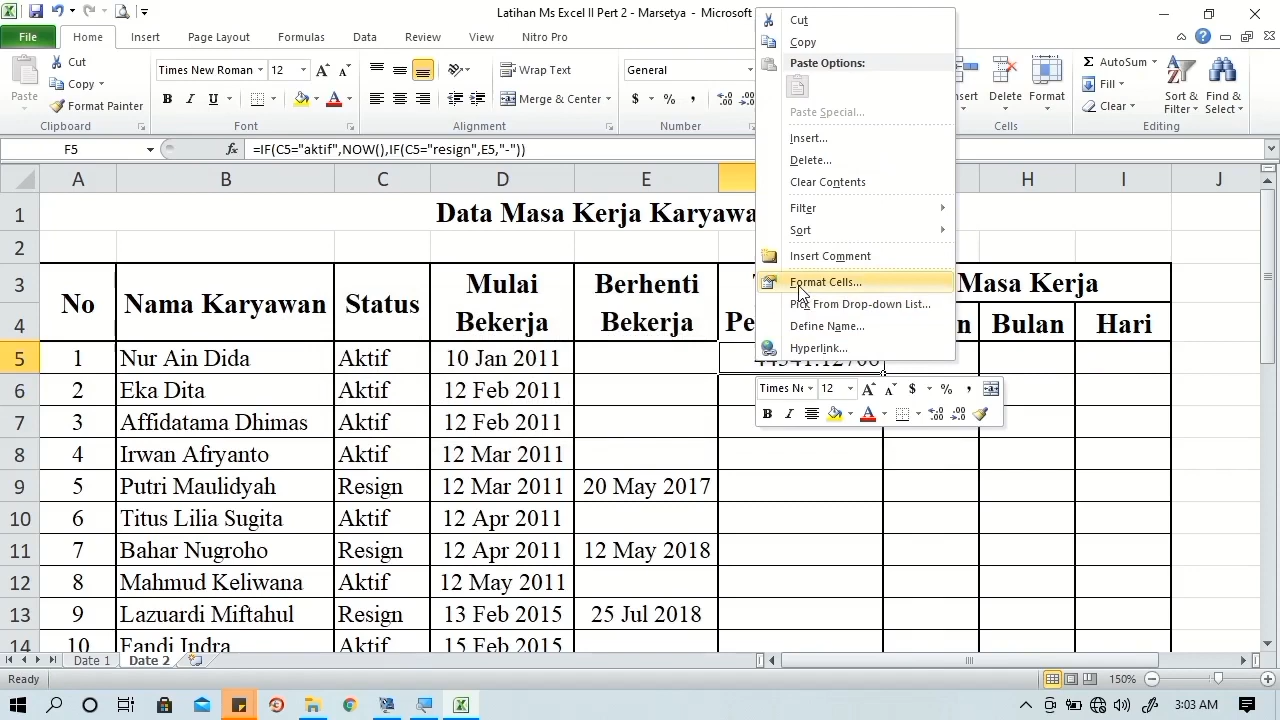 Latihan Ms Excel II Pert 2 - Marsetya - Microsoft
File Home Insert Page Layout Formulas Data Review View Nitro Pro
Paste
Cut
Copy
Format Painter
Clipboard
Times New Roman 12
B I U
Font
Wrap Text
Merge & Center
Alignment
General
$ % ,
Number
Delete Format
Cells
AutoSum
Fill
Clear
Sort & Filter
Find & Select
Editing
F5 fx =IF(C5="aktif",NOW(),IF(C5="resign",E5,"-"))
A B C D E H I J
1 Data Masa Kerja Karyawa
2
3 No Nama Karyawan Status Mulai Bekerja Berhenti Bekerja Masa Kerja
4 Bulan Hari
5 1 Nur Ain Dida Aktif 10 Jan 2011
6 2 Eka Dita Aktif 12 Feb 2011
7 3 Affidatama Dhimas Aktif 12 Feb 2011
8 4 Irwan Afryanto Aktif 12 Mar 2011
9 5 Putri Maulidyah Resign 12 Mar 2011 20 May 2017
10 6 Titus Lilia Sugita Aktif 12 Apr 2011
11 7 Bahar Nugroho Resign 12 Apr 2011 12 May 2018
12 8 Mahmud Keliwana Aktif 12 May 2011
13 9 Lazuardi Miftahul Resign 13 Feb 2015 25 Jul 2018
14 10 Fandi Indra Aktif 15 Feb 2015
Cut
Copy
Paste Options:
Paste Special...
Insert...
Delete...
Clear Contents
Filter
Sort
Insert Comment
Format Cells...
Pick From Drop-down List...
Define Name...
Hyperlink...
12 $ % ,
B I
Date 1 Date 2
Ready 150%
3:03 AM